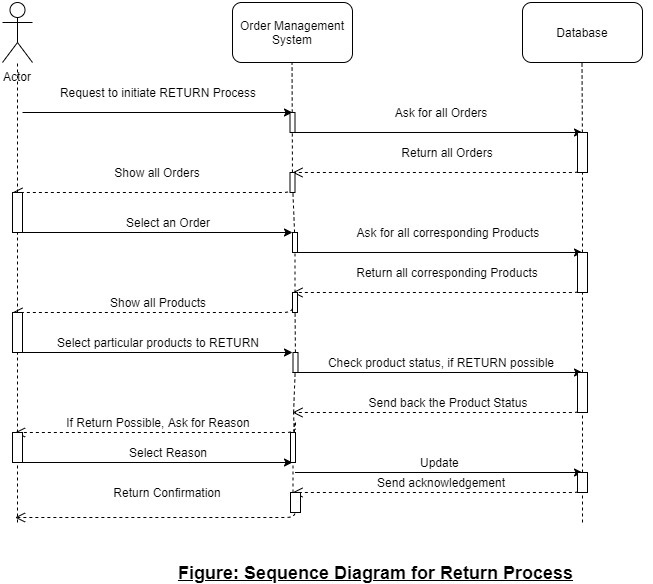 Order Management
System
Database
Actor
Request to initiate RETURN Process
Ask for all Orders
Return all Orders
Show all Orders
Select an Order
Ask for all corresponding Products
Return all corresponding Products
Show all Products
Select particular products to RETURN
Check product status, if RETURN possible
Send back the Product Status
If Return Possible, Ask for Reason
Select Reason
Update
Send acknowledgement
Return Confirmation
Figure: Sequence Diagram for Return Process